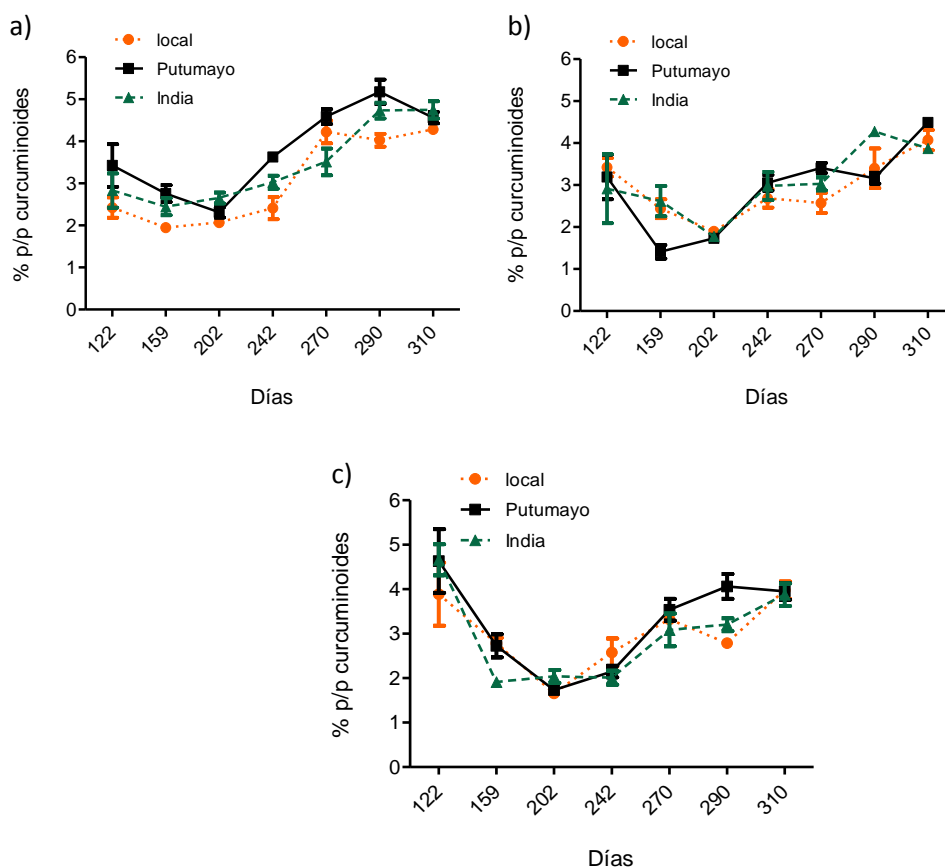 a)
local
Putumayo
India
6
5
4
3
2
1
0
% p/p curcuminoides
122
159
202
242
270
290
310
Días
b)
local
Putumayo
India
6
5
4
3
2
1
0
% p/p curcuminoides
122
159
202
242
270
290
310
Días
c)
local
Putumayo
India
6
5
4
3
2
1
0
% p/p curcuminoides
122
159
202
242
270
290
310
Días